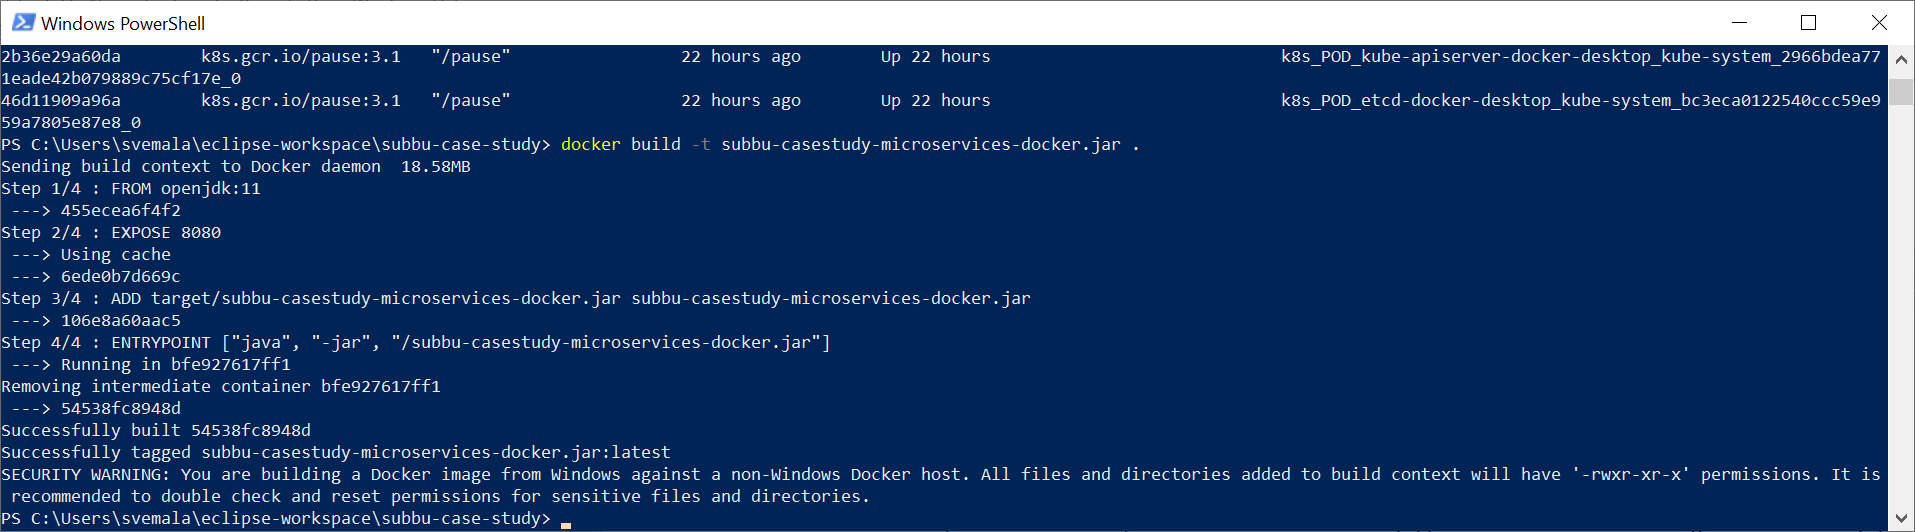 Windows PowerShell
2b36e29a60da        k8s.gcr.io/pause:3.1   "/pause"                 22 hours ago        Up 22 hours                             k8s_POD_kube-apiserver-docker-desktop_kube-system_2966bdea77
1eade42b079889c75cf17e_0
46d11909a96a        k8s.gcr.io/pause:3.1   "/pause"                 22 hours ago        Up 22 hours                             k8s_POD_etcd-docker-desktop_kube-system_bc3eca0122540ccc59e9
59a7805e87e8_0
PS C:\Users\svemala\eclipse-workspace\subbu-case-study> docker build -t subbu-casestudy-microservices-docker.jar .
Sending build context to Docker daemon  18.58MB
Step 1/4 : FROM openjdk:11
 ---> 455ecea6f4f2
Step 2/4 : EXPOSE 8080
 ---> Using cache
 ---> 6ede0b7d669c
Step 3/4 : ADD target/subbu-casestudy-microservices-docker.jar subbu-casestudy-microservices-docker.jar
 ---> 106e8a60aac5
Step 4/4 : ENTRYPOINT ["java", "-jar", "/subbu-casestudy-microservices-docker.jar"]
 ---> Running in bfe927617ff1
Removing intermediate container bfe927617ff1
 ---> 54538fc8948d
Successfully built 54538fc8948d
Successfully tagged subbu-casestudy-microservices-docker.jar:latest
SECURITY WARNING: You are building a Docker image from Windows against a non-Windows Docker host. All files and directories added to build context will have '-rwxr-xr-x' permissions. It is
 recommended to double check and reset permissions for sensitive files and directories.
PS C:\Users\svemala\eclipse-workspace\subbu-case-study>